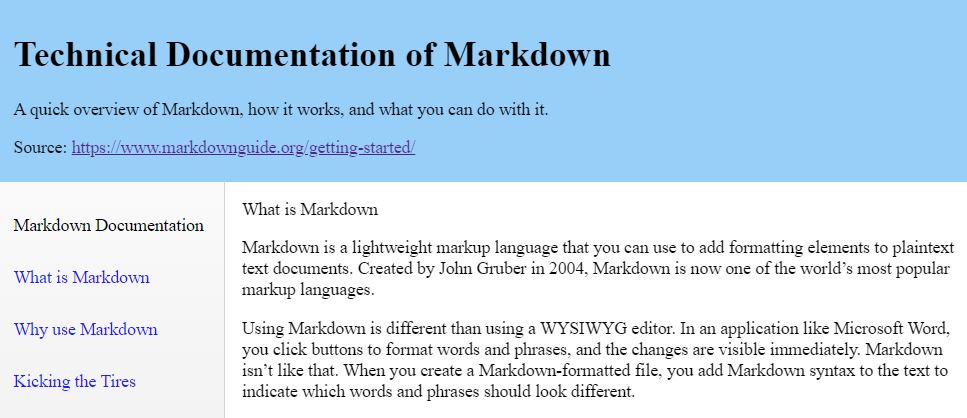 Technical Documentation of Markdown
A quick overview of Markdown, how it works, and what you can do with it.
Source: https://www.markdownguide.org/getting-started/
Markdown Documentation
What is Markdown
Why use Markdown
Kicking the Tires
What is Markdown
Markdown is a lightweight markup language that you can use to add formatting elements to plaintext
text documents. Created by John Gruber in 2004, Markdown is now one of the world’s most popular
markup languages.
Using Markdown is different than using a WYSIWYG editor. In an application like Microsoft Word,
you click buttons to format words and phrases, and the changes are visible immediately. Markdown
isn’t like that. When you create a Markdown-formatted file, you add Markdown syntax to the text to
indicate which words and phrases should look different.